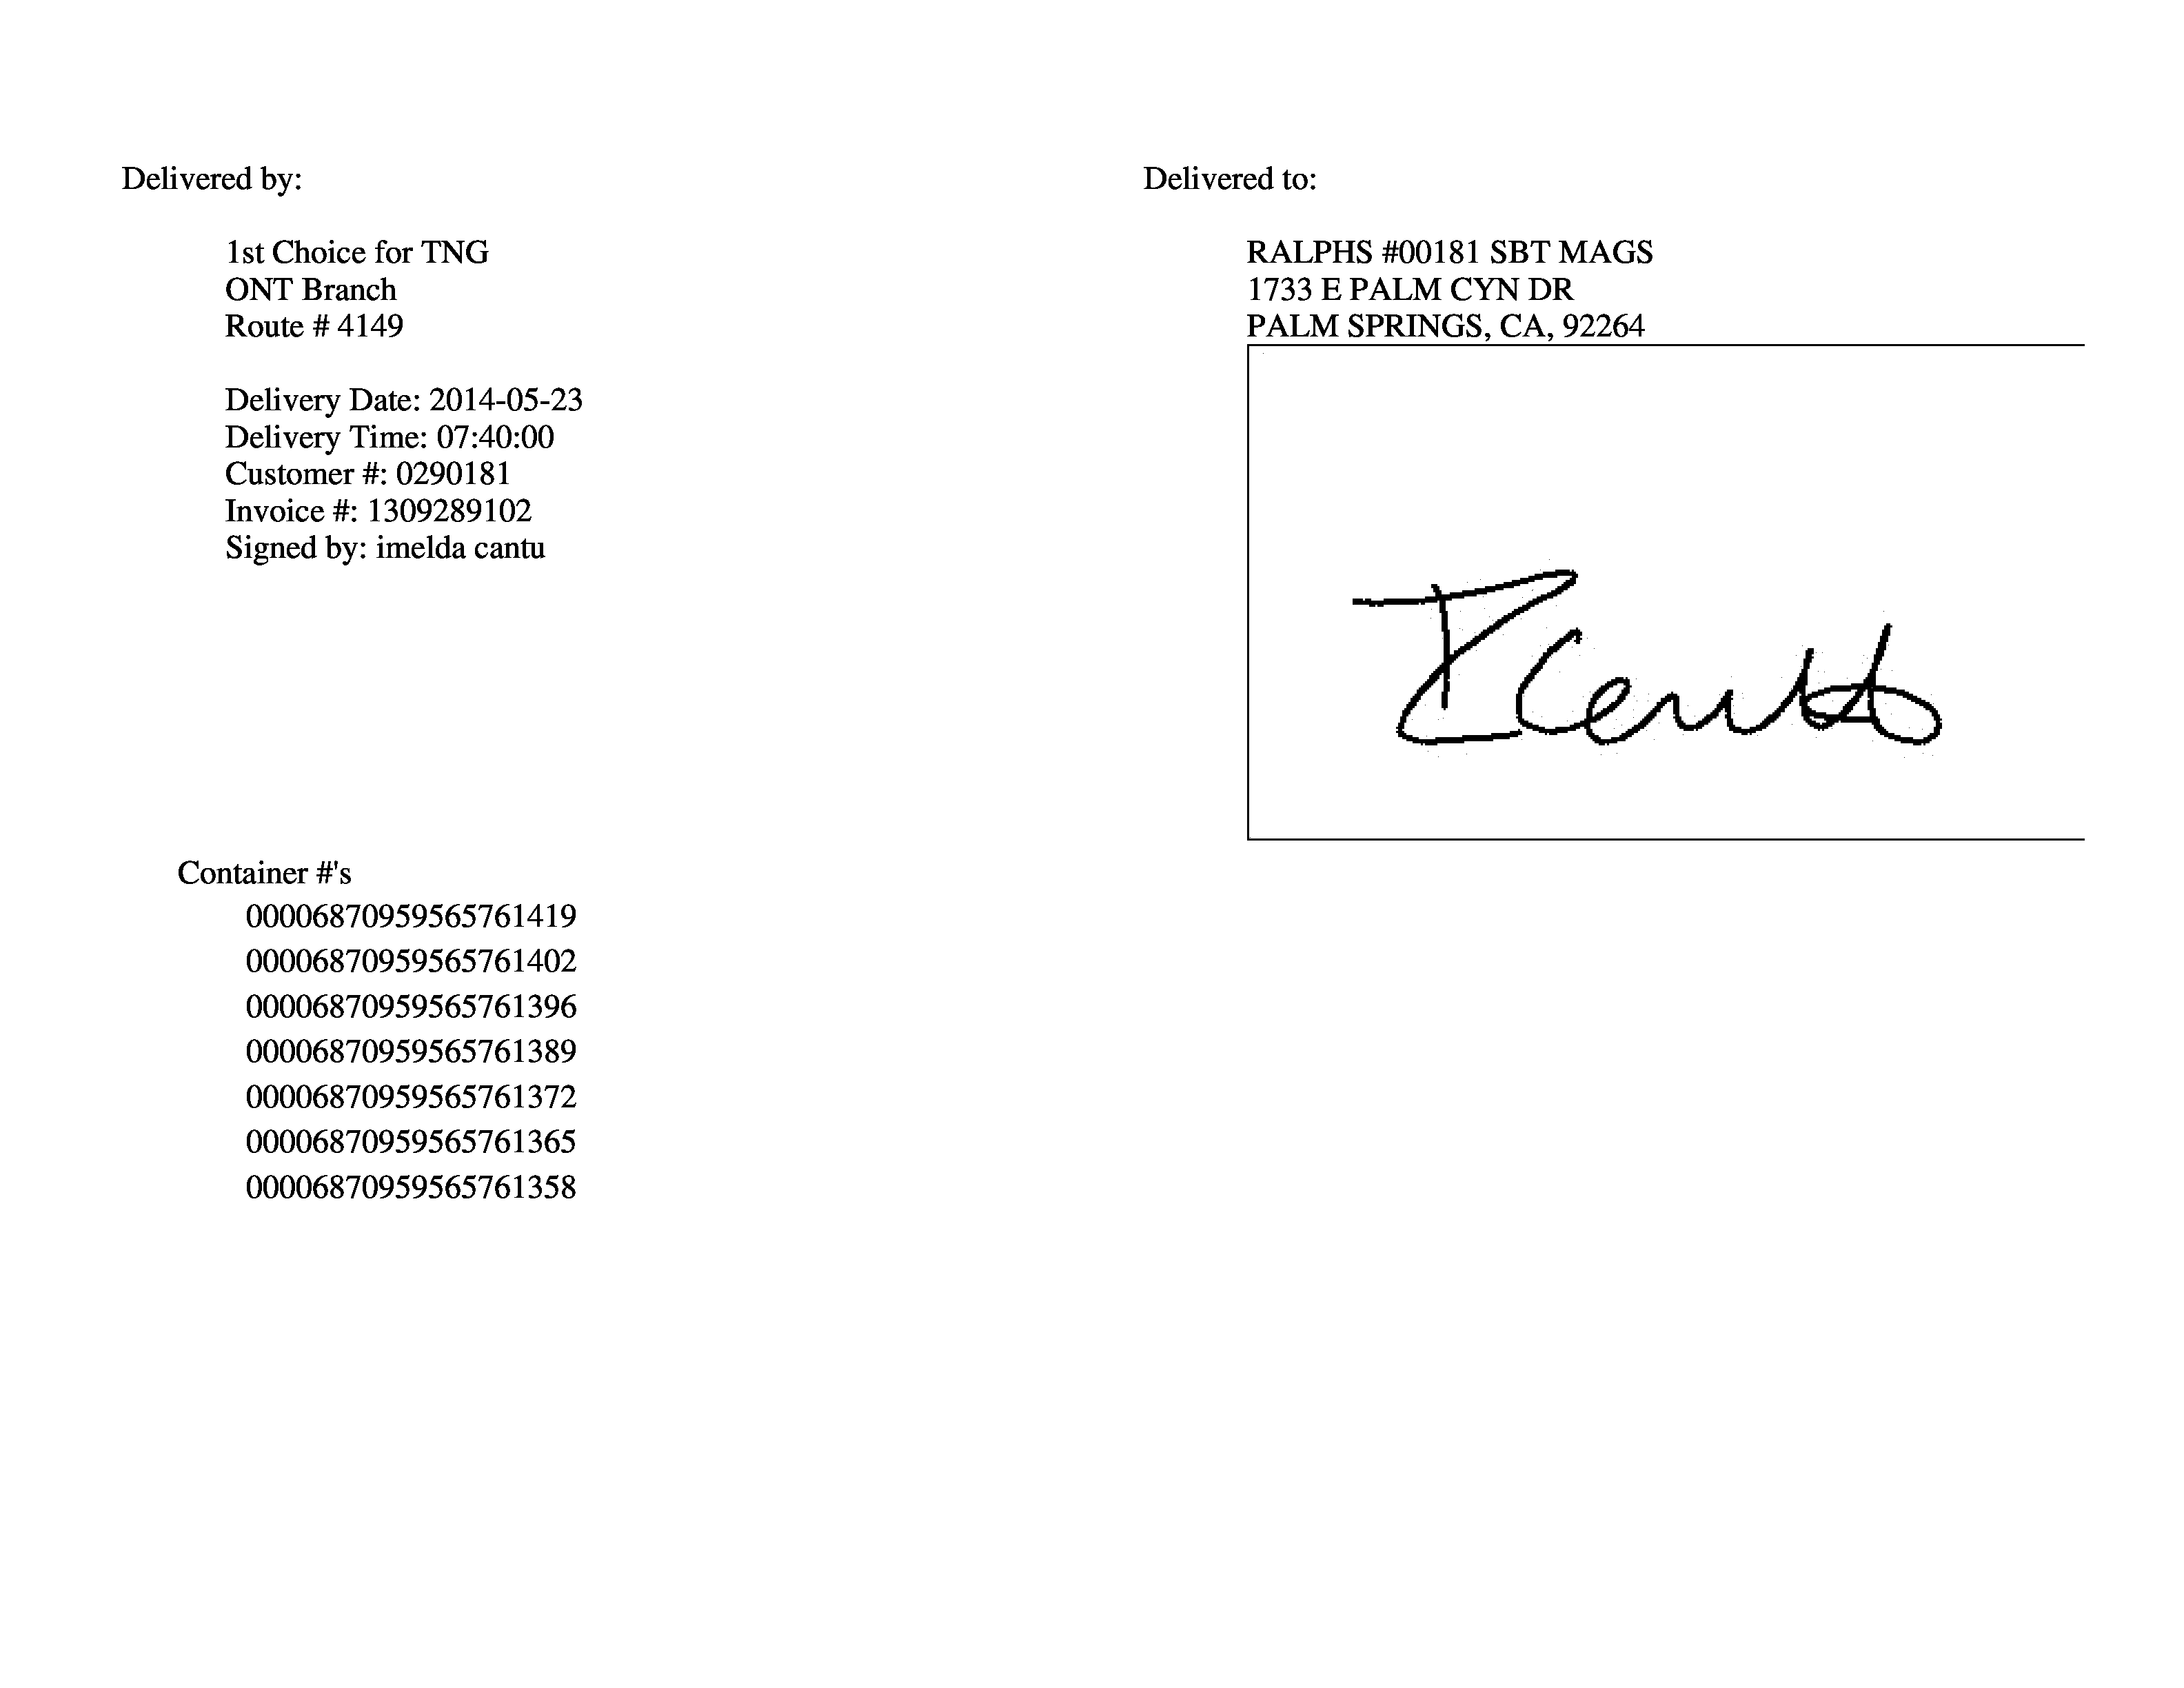 Delivered by:
1st Choice for TNG
ONT Branch
Route # 4149
Delivery Date: 2014-05-23
Delivery Time: 07:40:00
Customer #: 0290181
Invoice #: 1309289102
Signed by: imelda cantu
Delivered to:
RALPHS #00181 SBT MAGS
1733 E PALM CYN DR
PALM SPRINGS, CA, 92264
Container #'s
00006870959565761419
00006870959565761402
00006870959565761396
00006870959565761389
00006870959565761372
00006870959565761365
00006870959565761358